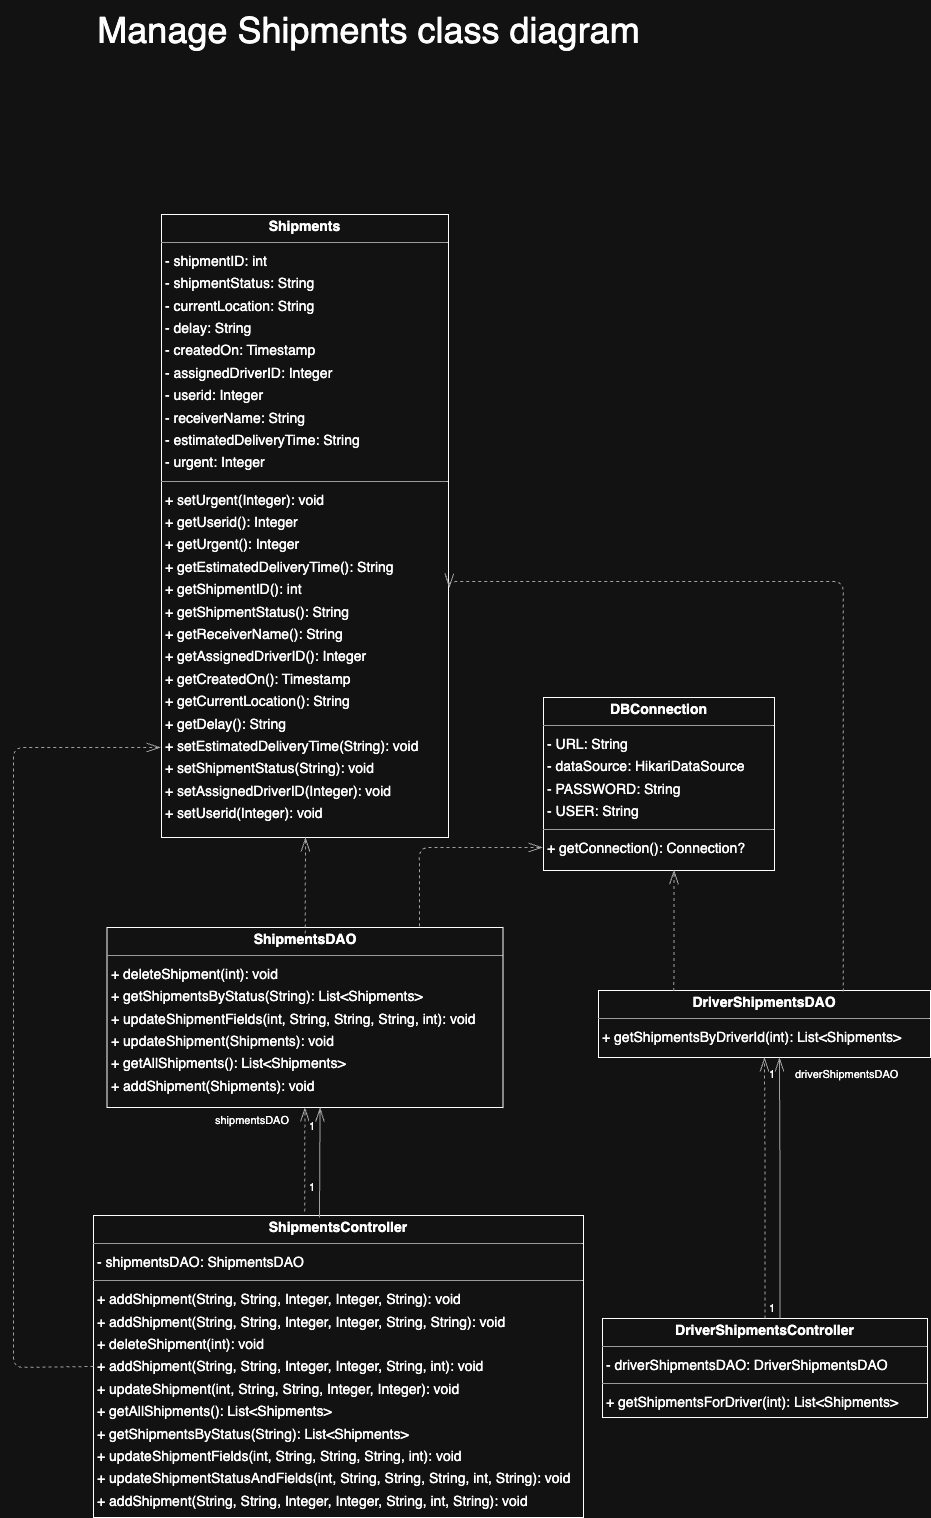 Manage Shipments class diagram
Shipments
- shipmentID: int
- shipmentStatus: String
- currentLocation: String
- delay: String
- createdOn: Timestamp
- assignedDriverID: Integer
- userid: Integer
- receiverName: String
- estimatedDeliveryTime: String
- urgent: Integer
+ setUrgent(Integer): void
+ getUserid(): Integer
+ getUrgent(): Integer
+ getEstimatedDeliveryTime(): String
+ getShipmentID(): int
+ getShipmentStatus(): String
+ getReceiverName(): String
+ getAssignedDriverID(): Integer
+ getCreatedOn(): Timestamp
+ getCurrentLocation(): String
+ getDelay(): String
+ setEstimatedDeliveryTime(String): void
+ setShipmentStatus(String): void
+ setAssignedDriverID(Integer): void
+ setUserid(Integer): void
DBConnection
- URL: String
- dataSource: HikariDataSource
- PASSWORD: String
- USER: String
+ getConnection(): Connection?
ShipmentsDAO
+ deleteShipment(int): void
+ getShipmentsByStatus(String): List<Shipments>
+ updateShipmentFields(int, String, String, String, int): void
+ updateShipment(Shipments): void
+ getAllShipments(): List<Shipments>
+ addShipment(Shipments): void
DriverShipmentsDAO
+ getShipmentsByDriverId(int): List<Shipments>
1
driverShipmentsDAO
shipmentsDAO
1
1
ShipmentsController
- shipmentsDAO: ShipmentsDAO
+ addShipment(String, String, Integer, Integer, String): void
+ addShipment(String, String, Integer, Integer, String, String): void
+ deleteShipment(int): void
+ addShipment(String, String, Integer, Integer, String, int): void
+ updateShipment(int, String, String, Integer, Integer): void
+ getAllShipments(): List<Shipments>
+ getShipmentsByStatus(String): List<Shipments>
+ updateShipmentFields(int, String, String, String, int): void
+ updateShipmentStatusAndFields(int, String, String, String, int, String): void
+ addShipment(String, String, Integer, Integer, String, int, String): void
1
DriverShipmentsController
- driverShipmentsDAO: DriverShipmentsDAO
+ getShipmentsForDriver(int): List<Shipments>